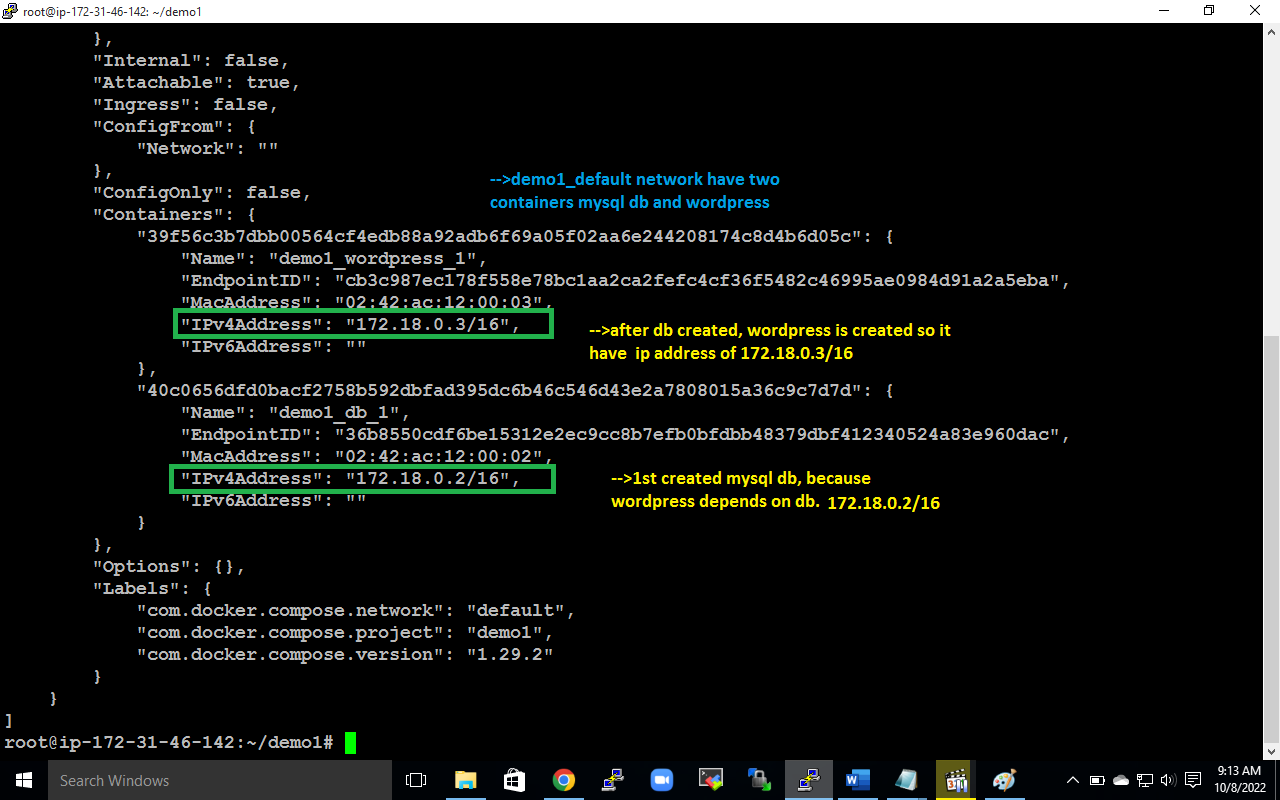 root@ip-172-31-46-142: ~/demo1
},
"Internal": false,
"Attachable": true,
"Ingress": false,
"ConfigFrom": {
"Network": ""
},
"ConfigOnly": false,
-->demo1_default network have two
containers mysql db and wordpress
"Containers": {
"39f56c3b7dbb00564cf4edb88a92adb6f69a05f02aa6e244208174c8d4b6d05c": {
"Name": "demo1_wordpress_1",
"EndpointID": "cb3c987ec178f558e78bc1aa2ca2fefc4cf36f5482c46995ae0984d91a2a5eba",
"MacAddress": "02:42:ac:12:00:03",
"IPv4Address": "172.18.0.3/16",
"IPv6Address": ""
-->after db created, wordpress is created so it
have  ip address of 172.18.0.3/16
},
"40c0656dfd0bacf2758b592dbfad395dc6b46c546d43e2a7808015a36c9c7d7d": {
"Name": "demo1_db_1",
"EndpointID": "36b8550cdf6be15312e2ec9cc8b7efb0bfdbb48379dbf412340524a83e960dac",
"MacAddress": "02:42:ac:12:00:02",
"IPv4Address": "172.18.0.2/16",
"IPv6Address": ""
-->1st created mysql db, because
wordpress depends on db. 172.18.0.2/16
}
},
"Options": {},
"Labels": {
"com.docker.compose.network": "default",
"com.docker.compose.project": "demo1",
"com.docker.compose.version": "1.29.2"
}
}
]
root@ip-172-31-46-142:~/demo1#
Search Windows
9:13 AM
10/8/2022